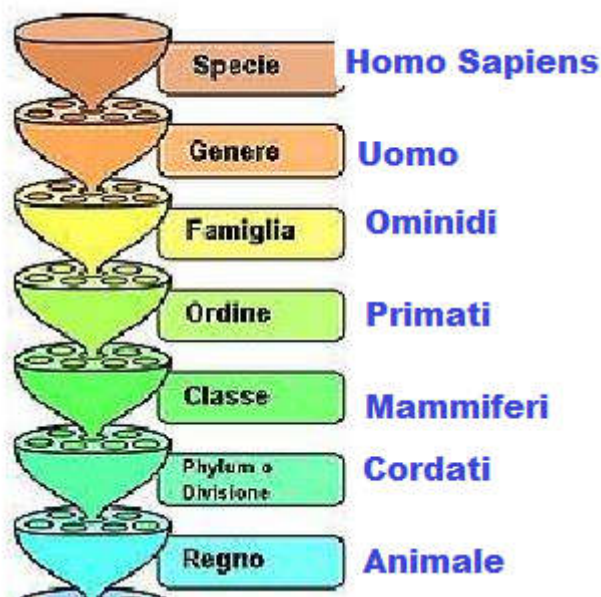 Specie Homo Sapiens
Genere Uomo
Famiglia Ominidi
Ordine Primati
Classe Mammiferi
Phylum o
Divisione Cordati
Regno Animale